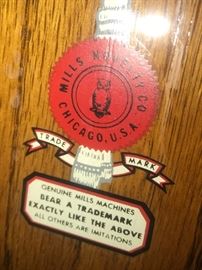 MILLS NOVELTY CO
CHICAGO, U.S.A.
TRADE MARK
GENUINE MILLS MACHINES
BEAR A TRADEMARK
EXACTLY LIKE THE ABOVE
ALL OTHERS ARE IMITATIONS